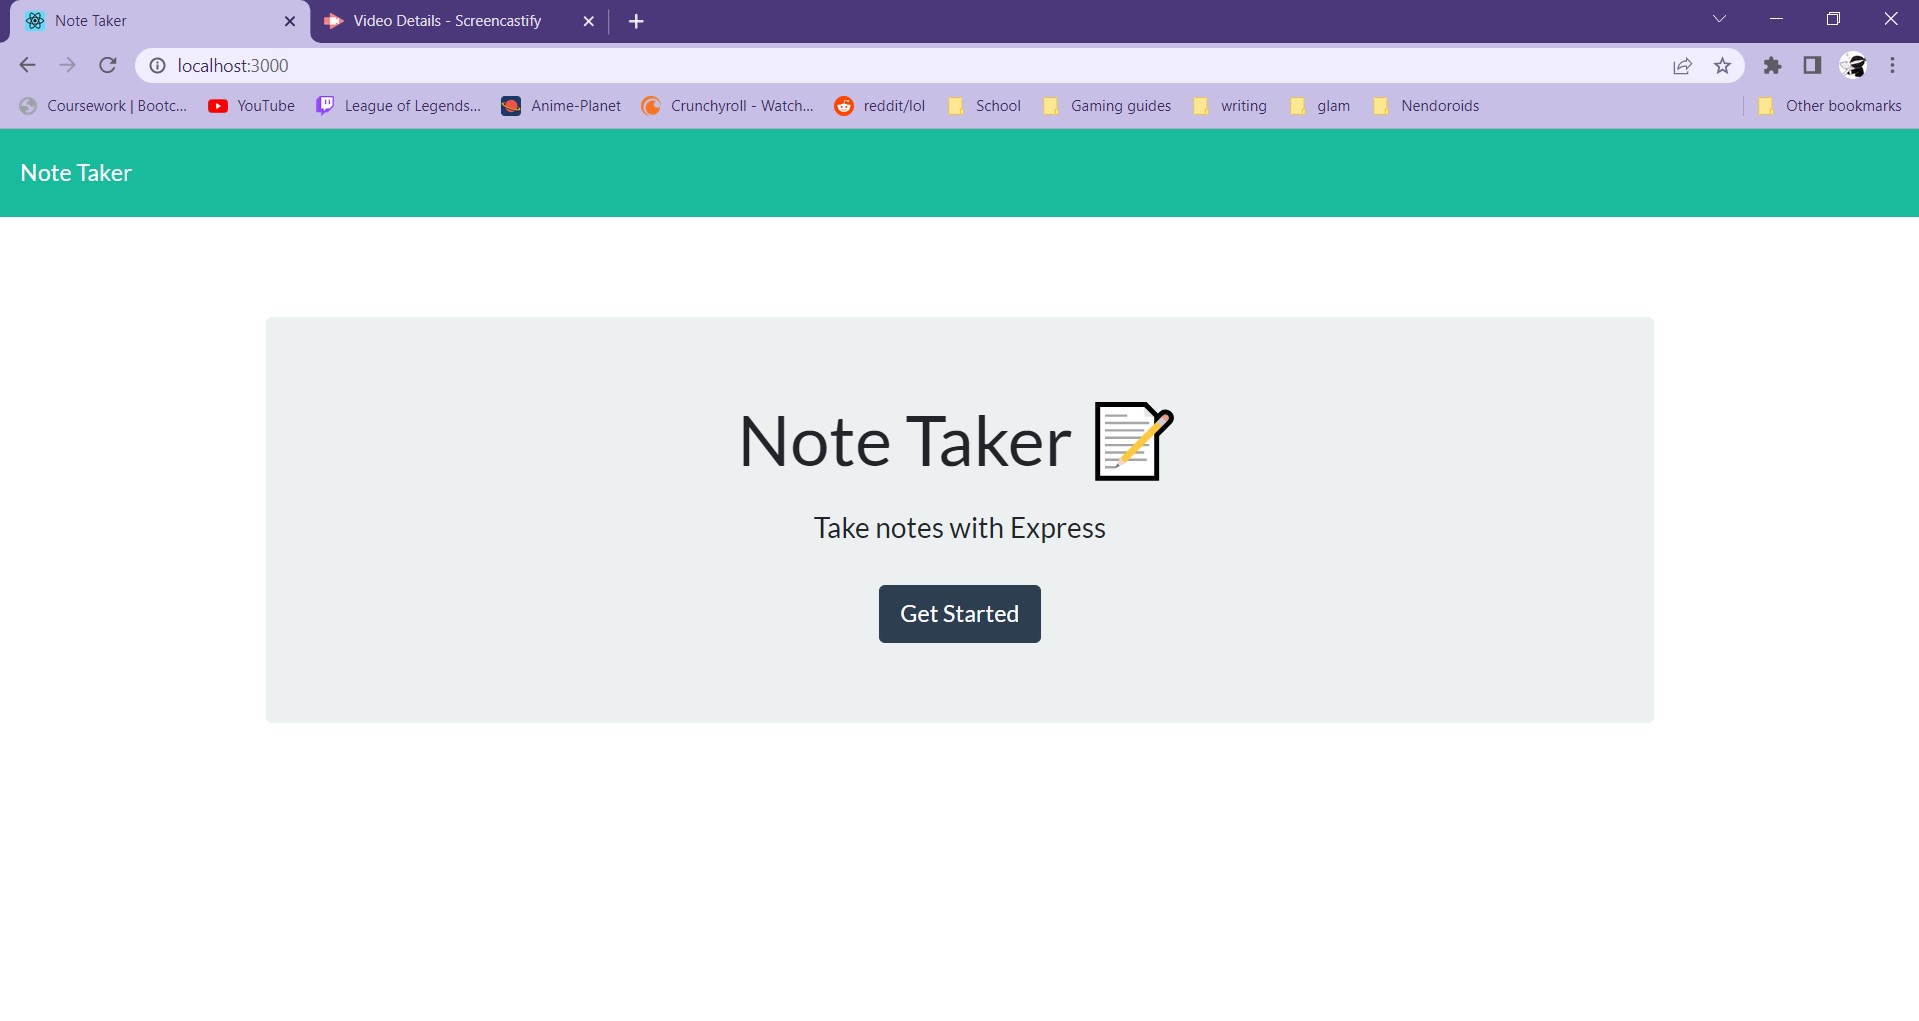 Note Taker
Video Details - Screencastify
localhost:3000
Coursework | Bootc... YouTube League of Legends... Anime-Planet Crunchyroll - Watch... reddit/lol School Gaming guides writing glam Nendoroids Other bookmarks
Note Taker
Note Taker
Take notes with Express
Get Started